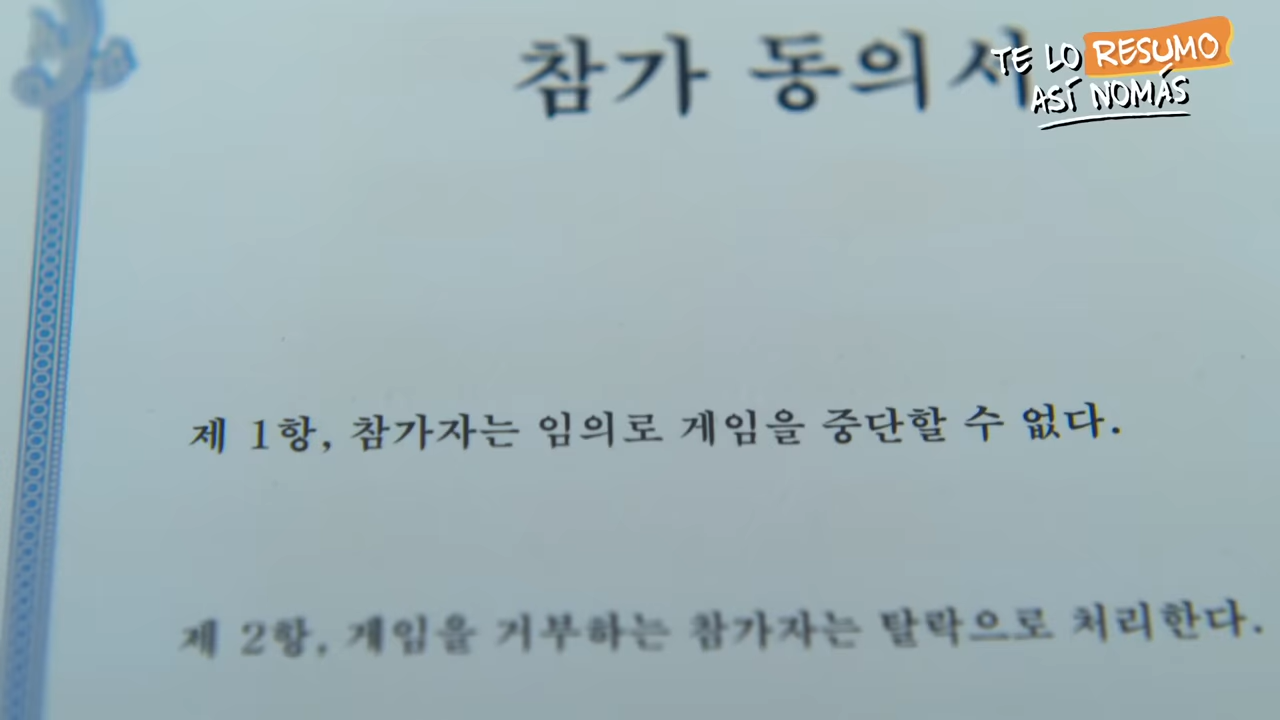 참가 동의서
TE LO RESUMO
ASÍ NOMÁS
제 1항, 참가자는 임의로 게임을 중단할 수 없다.
제 2항, 게임을 거부하는 참가자는 탈락으로 처리한다.